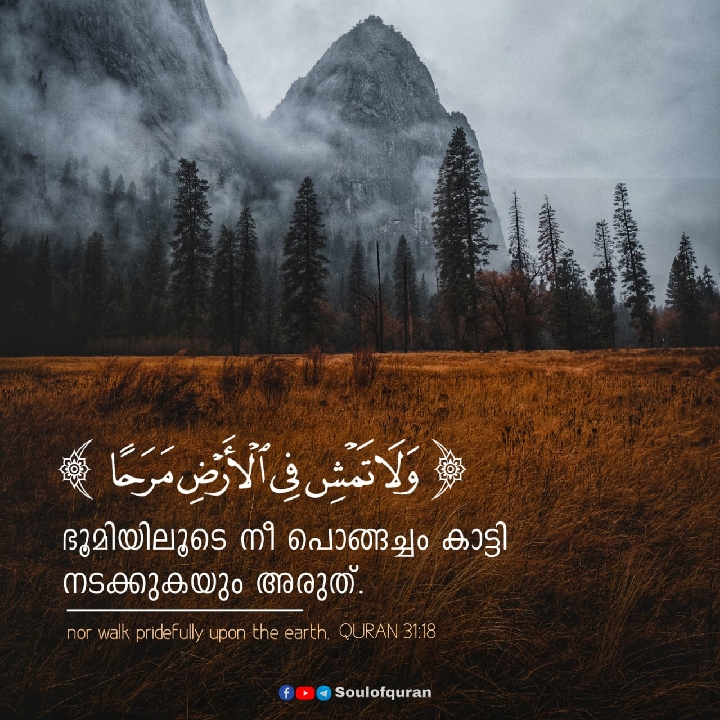 ﴿ وَلَا تَمْشِ فِى ٱلْأَرْضِ مَرَحًا ﴾
ഭൂമിയിലൂടെ നീ പൊങ്ങച്ചം കാട്ടി
നടക്കുകയും അരുത്.
nor walk pridefully upon the earth. QURAN 31:18
Soulofquran